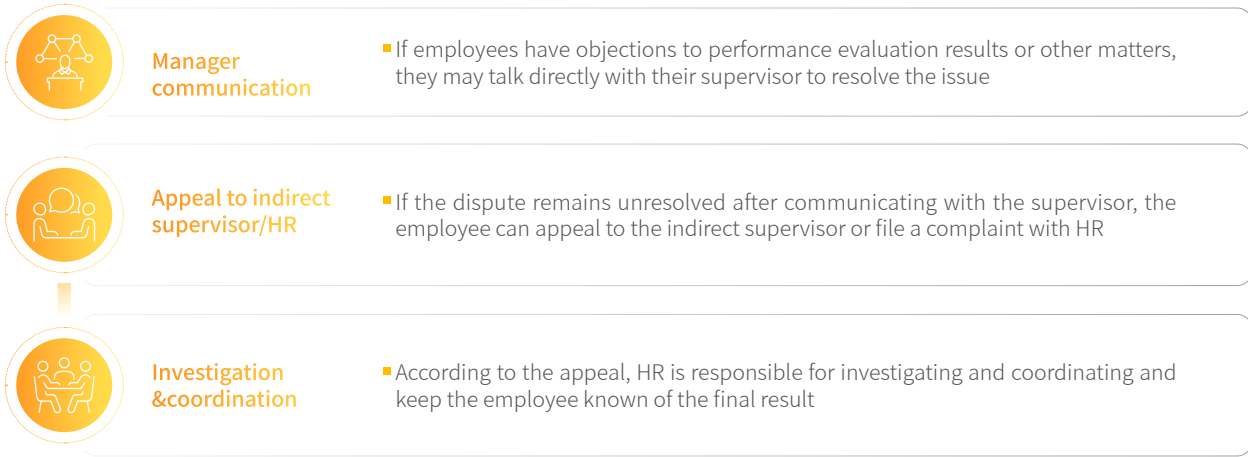 Manager
communication
If employees have objections to performance evaluation results or other matters,
they may talk directly with their supervisor to resolve the issue
Appeal to indirect
supervisor/HR
If the dispute remains unresolved after communicating with the supervisor, the
employee can appeal to the indirect supervisor or file a complaint with HR
Investigation
&coordination
According to the appeal, HR is responsible for investigating and coordinating and
keep the employee known of the final result